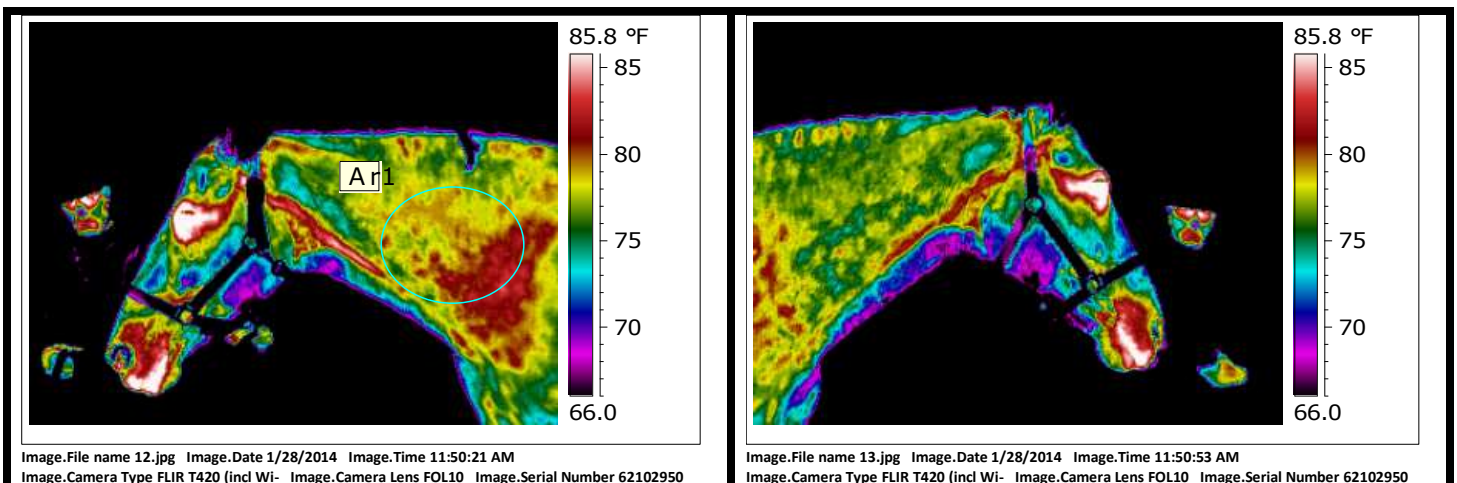 85.8 °F
85
80
75
70
66.0
Ar1
Image.File name 12.jpg Image.Date 1/28/2014 Image.Time 11:50:21 AM
Image.Camera Type FLIR T420 (incl Wi- Image.Camera Lens FOL10 Image.Serial Number 62102950
85.8 °F
85
80
75
70
66.0
Image.File name 13.jpg Image.Date 1/28/2014 Image.Time 11:50:53 AM
Image.Camera Type FLIR T420 (incl Wi- Image.Camera Lens FOL10 Image.Serial Number 62102950